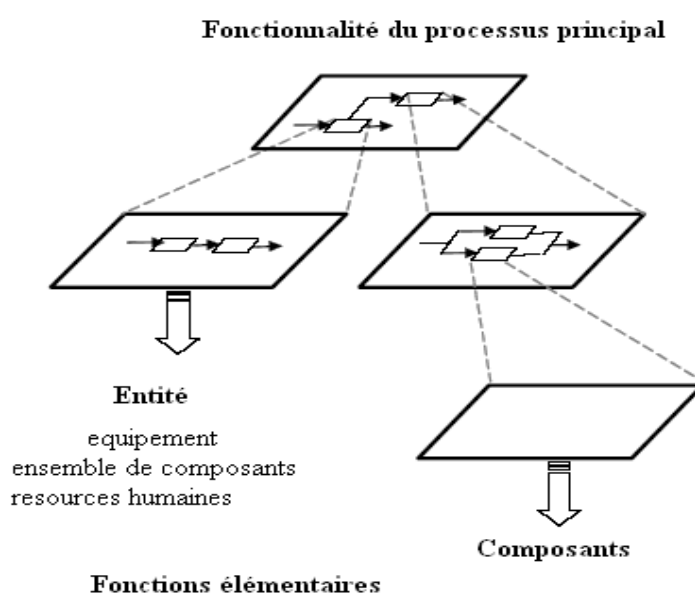 Fonctionnalité du processus principal
Entité
equipement
ensemble de composants
resources humaines
Composants
Fonctions élémentaires